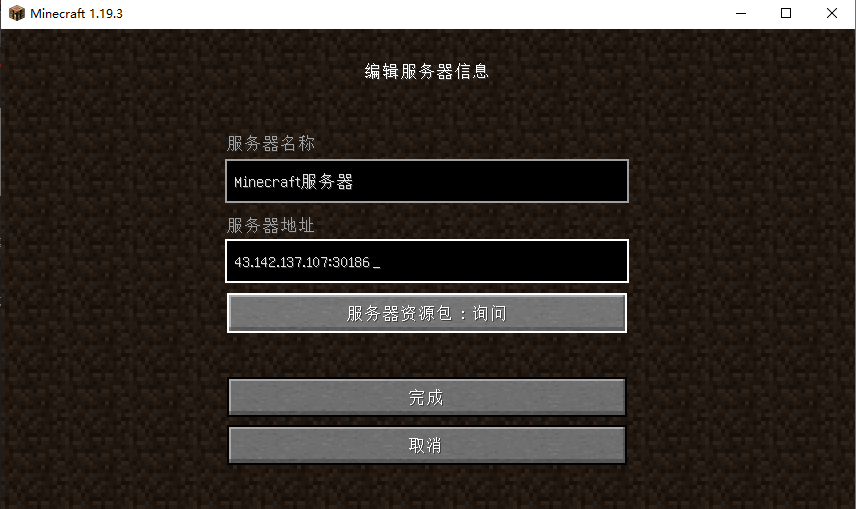 Minecraft 1.19.3
编辑服务器信息
服务器名称
Minecraft服务器
服务器地址
43.142.137.107:30186_
服务器资源包：询问
完成
取消